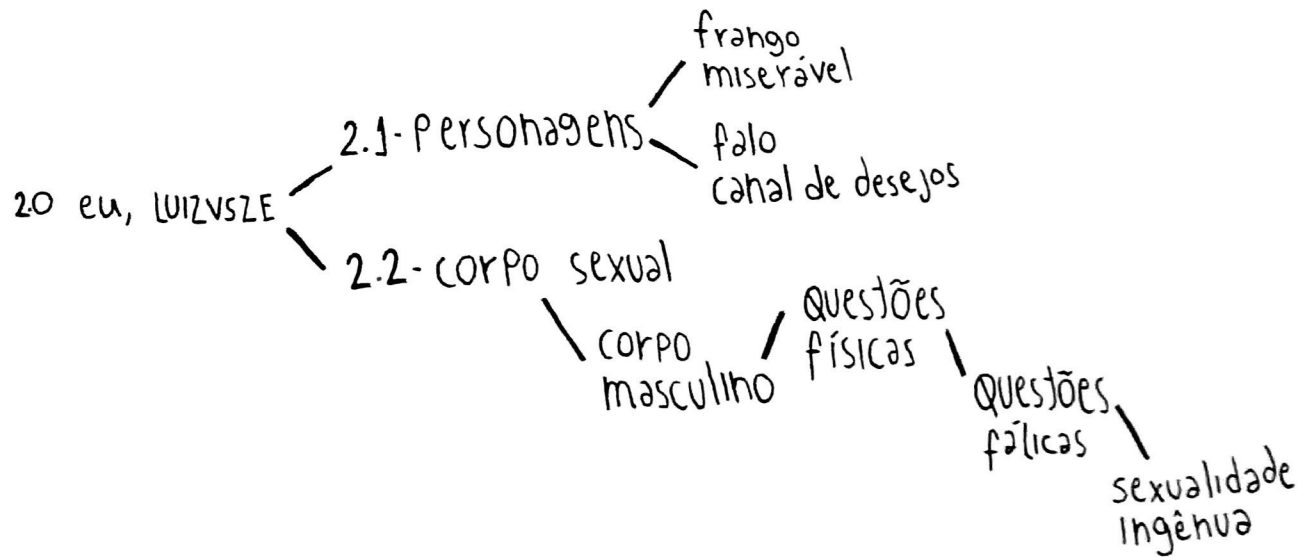 frango
miserável
2.1- Personagens
falo
canal de desejos
2.0 eu, LUIZVSZE
2.2- corpo sexual
corpo
masculino
Questões
físicas
Questões
fálicas
sexualidade
ingênua